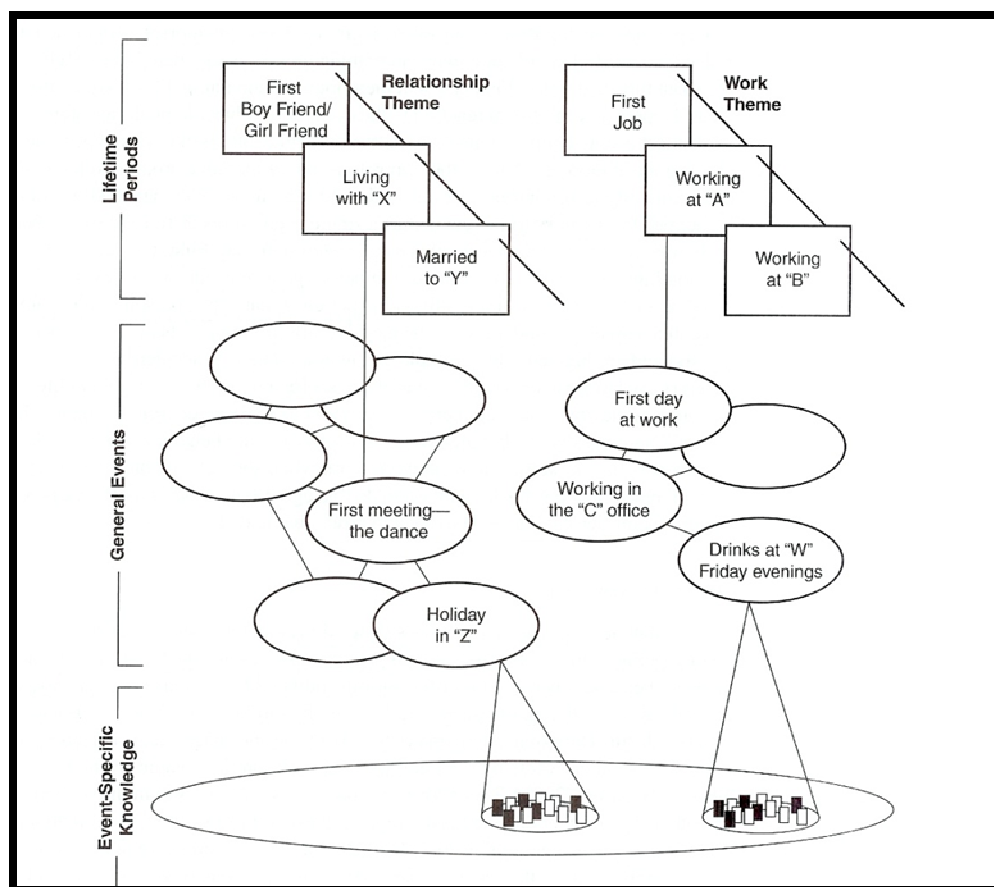 Lifetime
Periods
First
Boy Friend/
Girl Friend
Relationship
Theme
Living
with “X”
Married
to “Y”
First
Job
Work
Theme
Working
at “A”
Working
at “B”
General Events
First meeting—
the dance
Holiday
in “Z”
First day
at work
Working in
the “C” office
Drinks at “W”
Friday evenings
Event-Specific
Knowledge